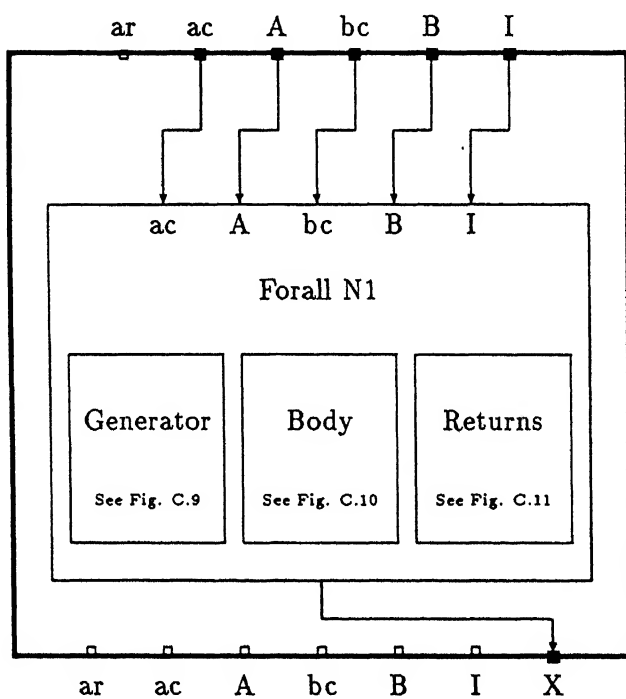 ar ac A bc B I
ac A bc B I
Forall N1
Generator Body Returns
See Fig. C.9 See Fig. C.10 See Fig. C.11
ar ac A bc B I X